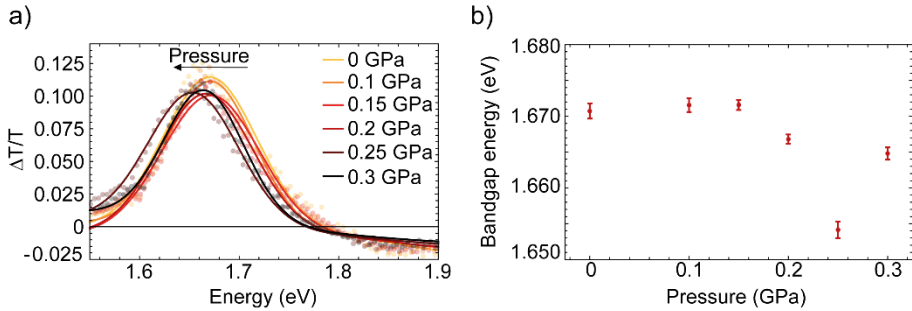 a)
Pressure
0 GPa
0.1 GPa
0.15 GPa
0.2 GPa
0.25 GPa
0.3 GPa
ΔT/T
0.125
0.100
0.075
0.050
0.025
0
-0.025
1.6
1.7
1.8
1.9
Energy (eV)
b)
Bandgap energy (eV)
1.680
1.670
1.660
1.650
0
0.1
0.2
0.3
Pressure (GPa)